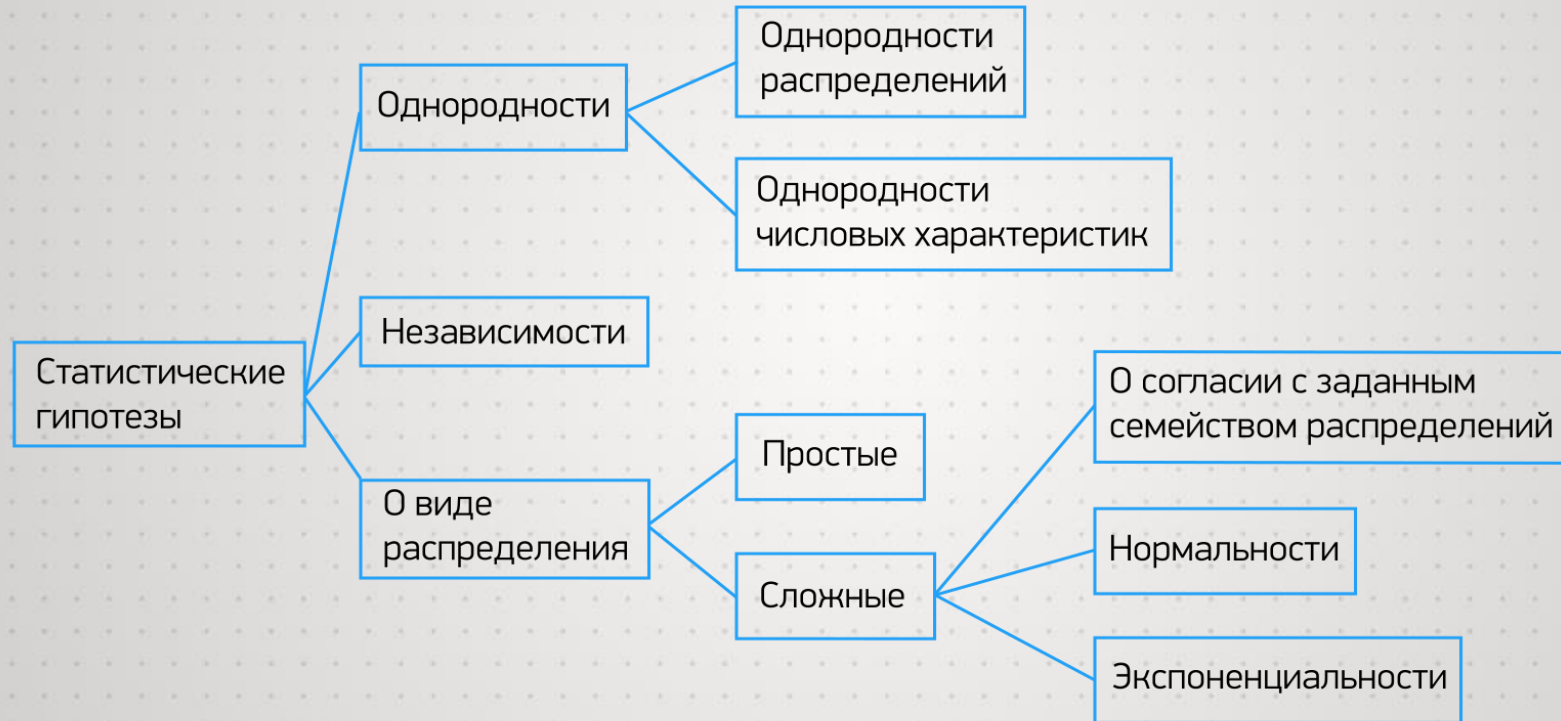 Однородности
распределений
Однородности
Однородности
числовых характеристик
Независимости
Статистические
гипотезы
О согласии с заданным
семейством распределений
Простые
О виде
распределения
Нормальности
Сложные
Экспоненциальности